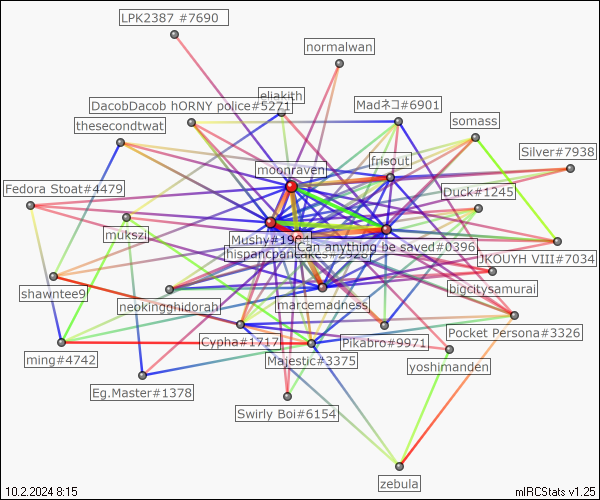 LPK2387 #7690
normalwan
eliakith
DacobDacob hORNY police#5271
Madネコ#6901
thesecondtwat
somass
Silver#7938
frisout
moonraven
Fedora Stoat#4479
Duck#1245
mukszi
Mushy#1904
Can anything be saved#0396
JKOUYH VIII#7034
shawntee9
neokingghidorah
marcemadness
bigcitysamurai
Pocket Persona#3326
Cypha#1717
Pikabro#9971
ming#4742
Majestic#3375
yoshimanden
Eg.Master#1378
Swirly Boi#6154
zebula
10.2.2024 8:15
mIRCStats v1.25